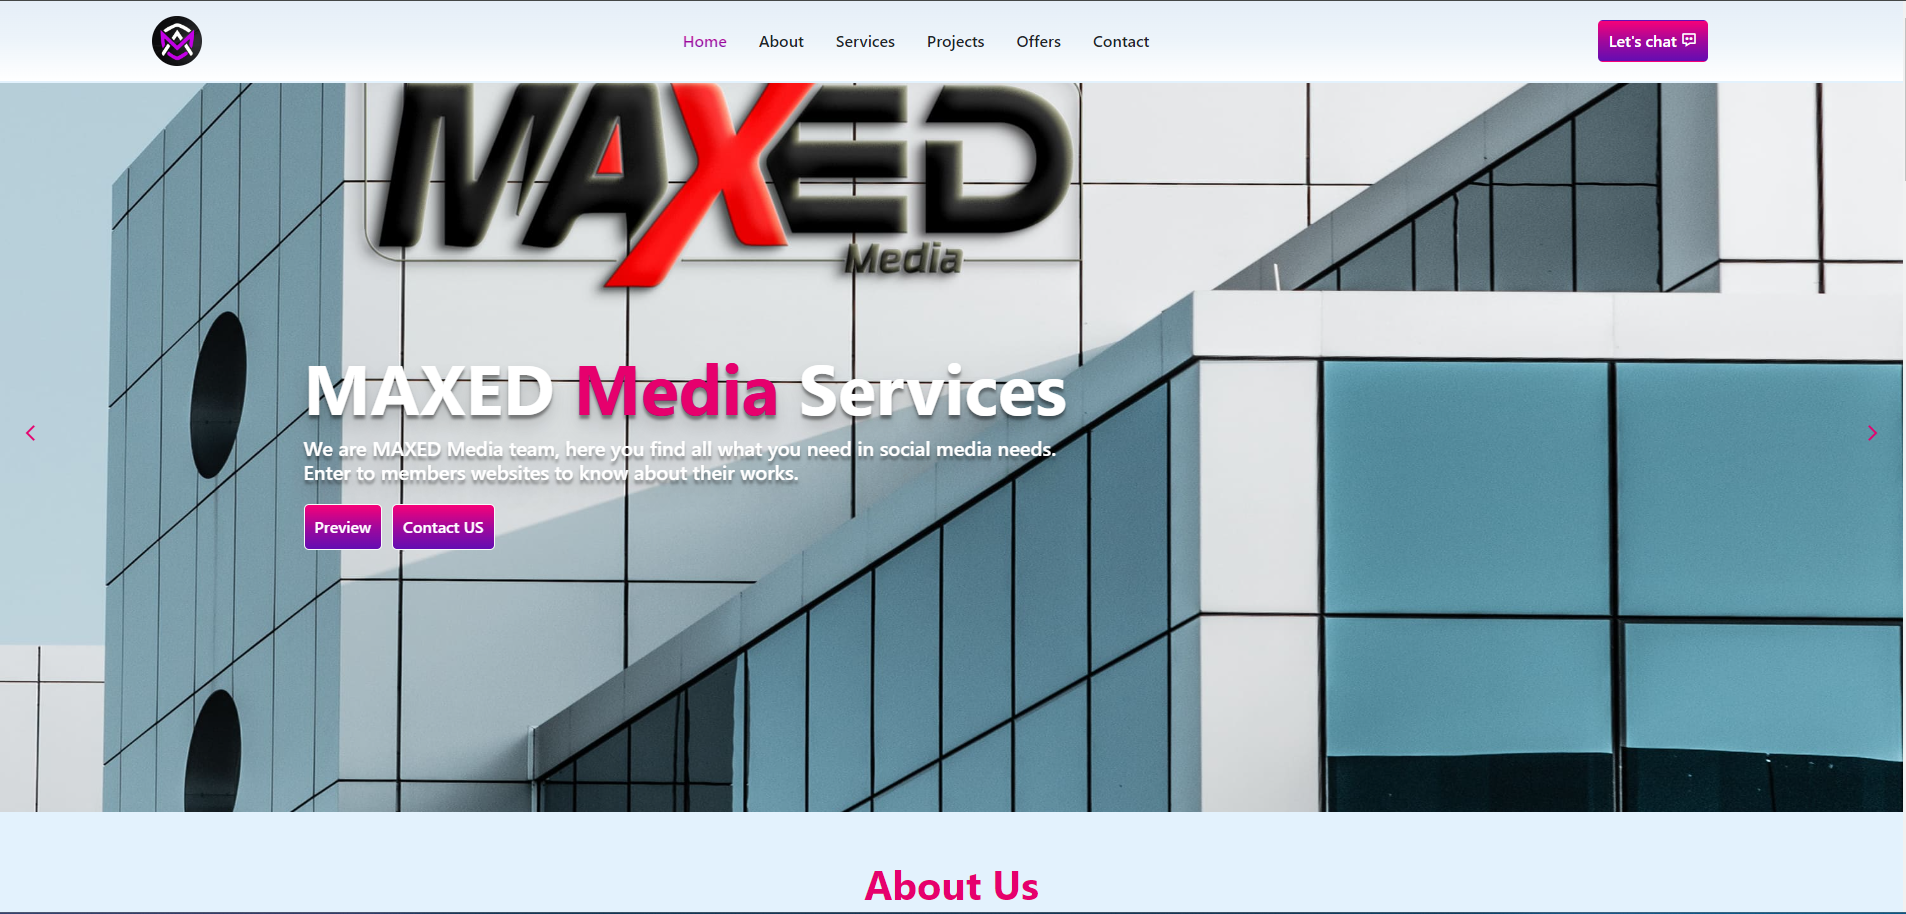 Home About Services Projects Offers Contact Let's chat
MAXED
Media
MAXED Media Services
We are MAXED Media team, here you find all what you need in social media needs.
Enter to members websites to know about their works.
Preview Contact US
About Us